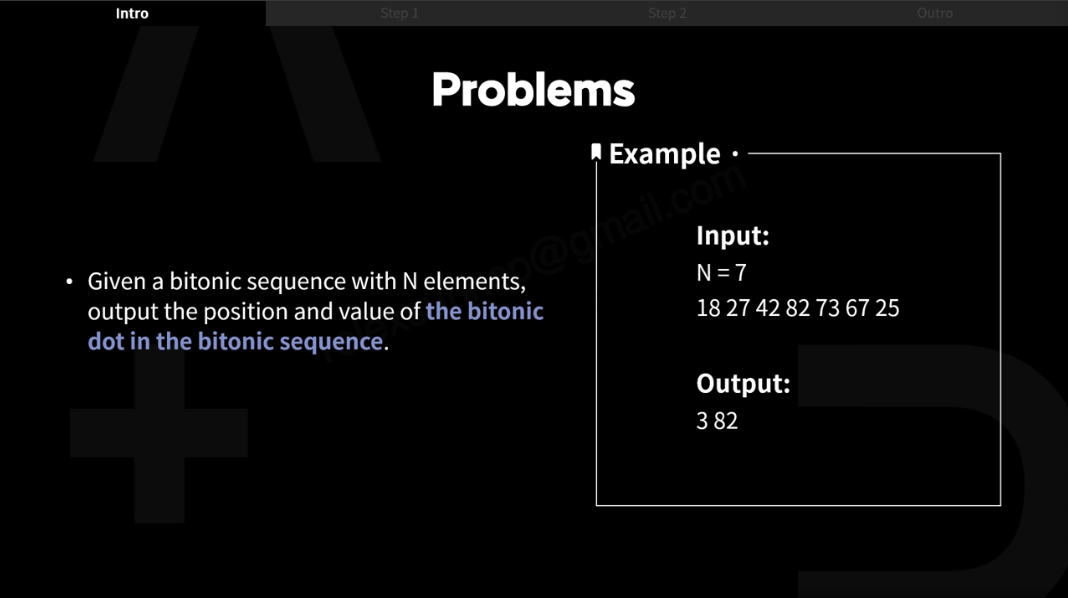 Intro
Step 1
Step 2
Outro
Problems
Example
• Given a bitonic sequence with N elements,
output the position and value of the bitonic
dot in the bitonic sequence.
Input:
N = 7
18 27 42 82 73 67 25
Output:
3 82
@gmail.com